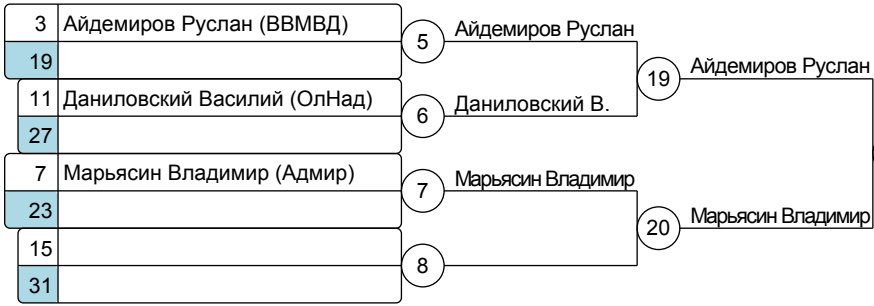 3 Айдемиров Руслан (ВВМВД)
19
5 Айдемиров Руслан
11 Даниловский Василий (ОлНад)
27
6 Даниловский В.
19 Айдемиров Руслан
7 Марьясин Владимир (Адмир)
23
7 Марьясин Владимир
15
31
8
20 Марьясин Владимир